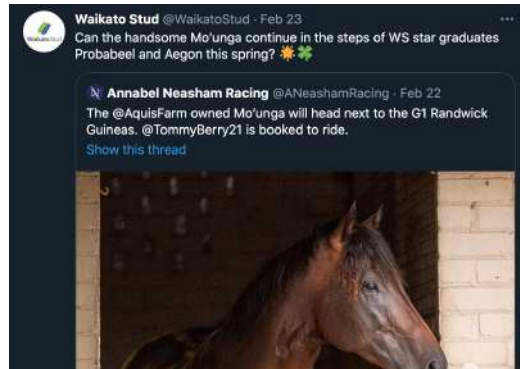 Waikato Stud @WaikatoStud · Feb 23
Can the handsome Mo'unga continue in the steps of WS star graduates
Probabeel and Aegon this spring? ☀️🍀
Annabel Neasham Racing @ANeashamRacing · Feb 22
The @AquisFarm owned Mo'unga will head next to the G1 Randwick
Guineas. @TommyBerry21 is booked to ride.
Show this thread